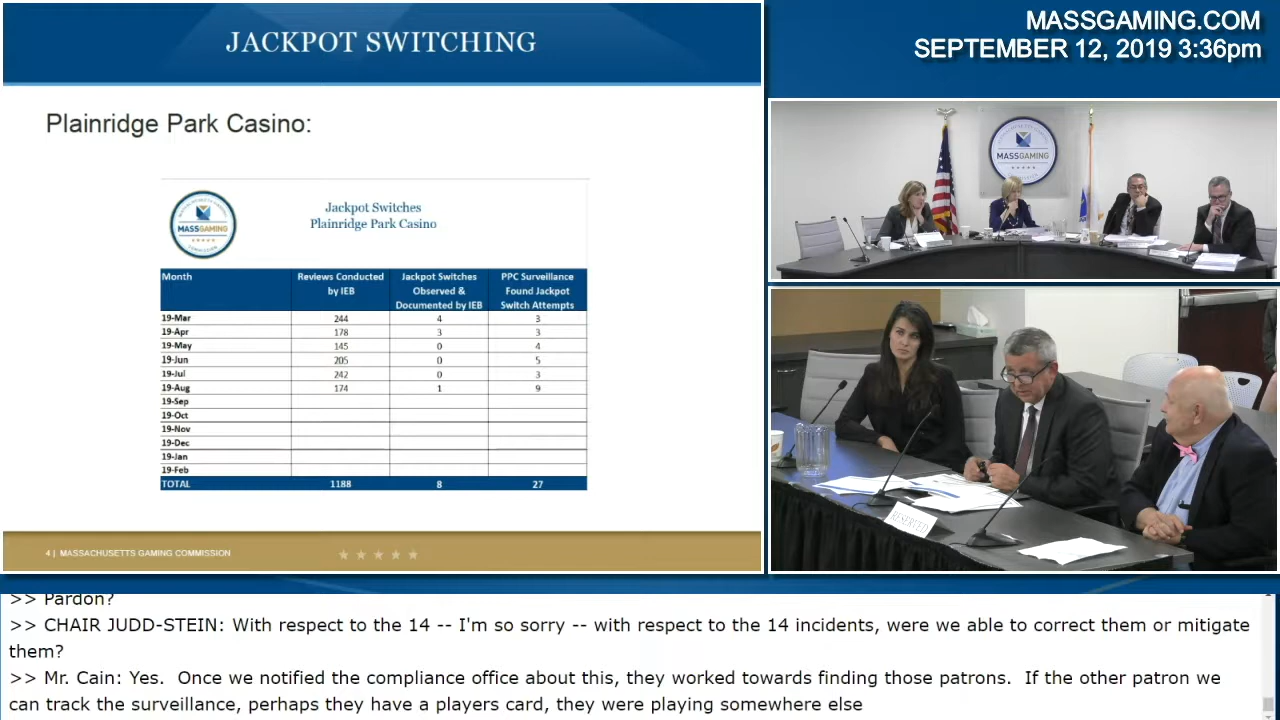 JACKPOT SWITCHING
Plainridge Park Casino:
MASSGAMING
Jackpot Switches
Plainridge Park Casino
Month Reviews Conducted by IEB Jackpot Switches Observed & Documented by IEB PPC Surveillance Found Jackpot Switch Attempts
19-Mar 244 4 3
19-Apr 178 3 3
19-May 145 0 4
19-Jun 205 0 5
19-Jul 242 0 3
19-Aug 174 1 9
19-Sep
19-Oct
19-Nov
19-Dec
19-Jan
19-Feb
TOTAL 1188 8 27
4 | MASSACHUSETTS GAMING COMMISSION
MASSGAMING.COM
SEPTEMBER 12, 2019 3:36pm
MASSGAMING
RESERVED
>> Pardon?
>> CHAIR JUDD-STEIN: With respect to the 14 -- I'm so sorry -- with respect to the 14 incidents, were we able to correct them or mitigate
them?
>> Mr. Cain: Yes. Once we notified the compliance office about this, they worked towards finding those patrons. If the other patron we
can track the surveillance, perhaps they have a players card, they were playing somewhere else